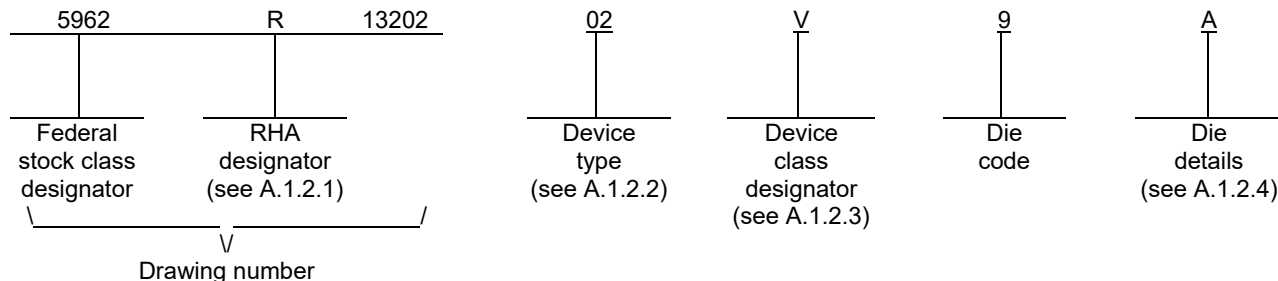 5962 R 13202 02 V 9 A
Federal stock class designator
RHA designator (see A.1.2.1)
Device type (see A.1.2.2)
Device class designator (see A.1.2.3)
Die code
Die details (see A.1.2.4)
Drawing number